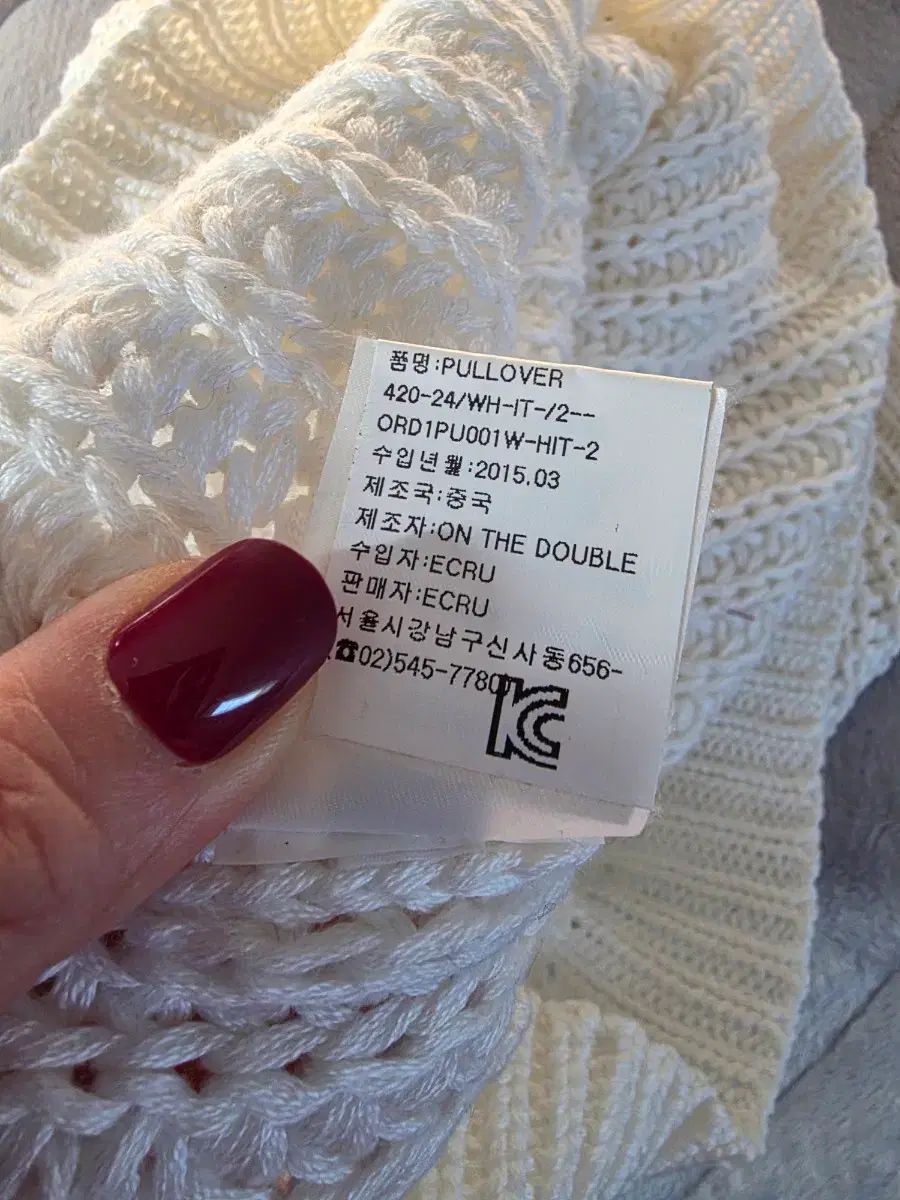 품명:PULLOVER
420-24/WH-IT-/2--
ORD1PU001W-HIT-2
수입년월:2015.03
제조국:중국
제조자:ON THE DOUBLE
수입자:ECRU
판매자:ECRU
서울시강남구신사동656-
☎02)545-7780
KC